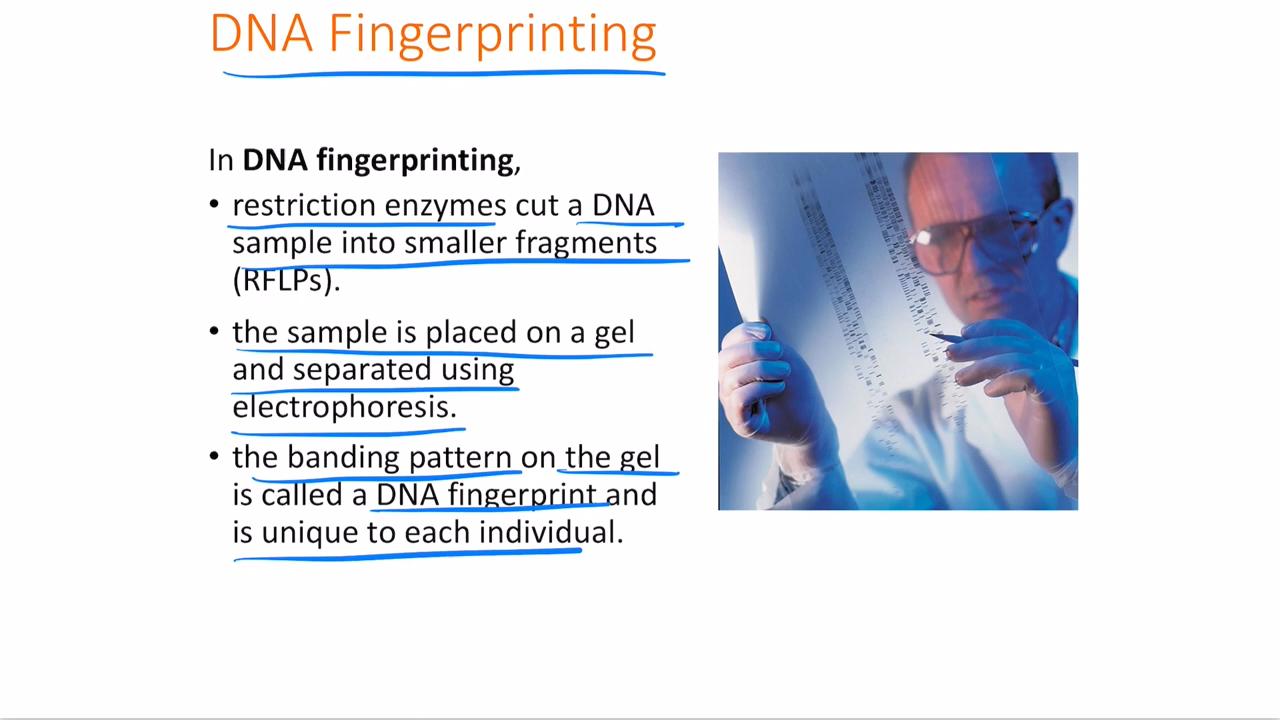 DNA Fingerprinting
In DNA fingerprinting,
• restriction enzymes cut a DNA
sample into smaller fragments
(RFLPs).
• the sample is placed on a gel
and separated using
electrophoresis.
• the banding pattern on the gel
is called a DNA fingerprint and
is unique to each individual.